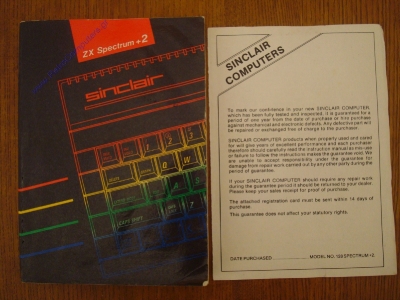 ZX Spectrum +2
sinclair
SINCLAIR
COMPUTERS
To mark our confidence in your new SINCLAIR COMPUTER,
which has been fully tested and inspected, it is guaranteed for a
period of one year from the date of purchase or hire purchase
against mechanical and electronic defects. Any defective part will
be repaired or exchanged free of charge to the purchaser.
SINCLAIR COMPUTER products when properly used and cared
for will give years of excellent performance and each purchaser
therefore should carefully read the instruction manual as misuse
or failure to follow the instructions makes the guarantee void. We
are unable to accept responsibility under the guarantee for
damage from repair work carried out by any other party during the
period of guarantee.
If your SINCLAIR COMPUTER should require any repair work
during the guarantee period it should be returned to your dealer.
Please keep your sales receipt for proof of purchase.
The attached registration card must be sent within 14 days of
purchase.
This guarantee does not affect your statutory rights.
DATE PURCHASED MODEL NO. 128 SPECTRUM +2